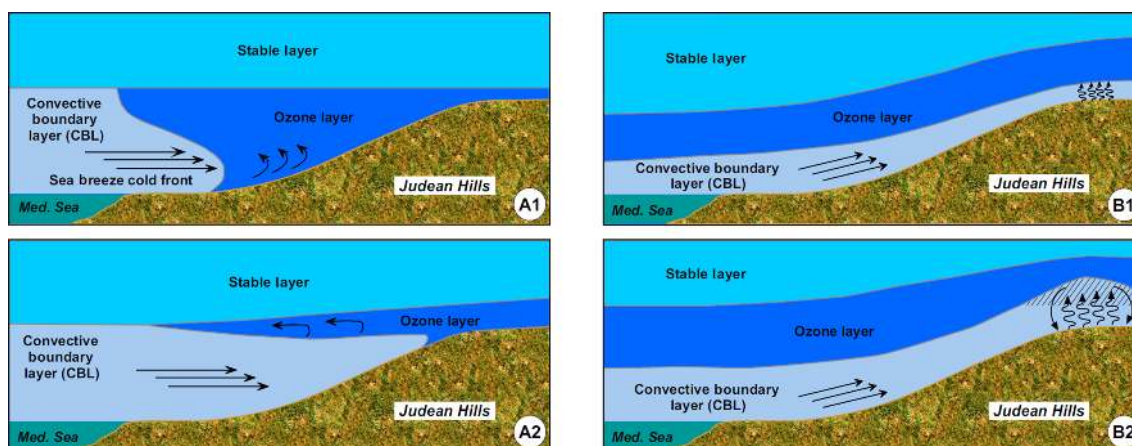 Stable layer
Convective
boundary
layer (CBL)
Ozone layer
Sea breeze cold front
Judean Hills
Med. Sea
A1
Stable layer
Ozone layer
Convective boundary
layer (CBL)
Judean Hills
Med. Sea
B1
Stable layer
Ozone layer
Convective
boundary
layer (CBL)
Judean Hills
Med. Sea
A2
Stable layer
Ozone layer
Convective boundary
layer (CBL)
Judean Hills
Med. Sea
B2